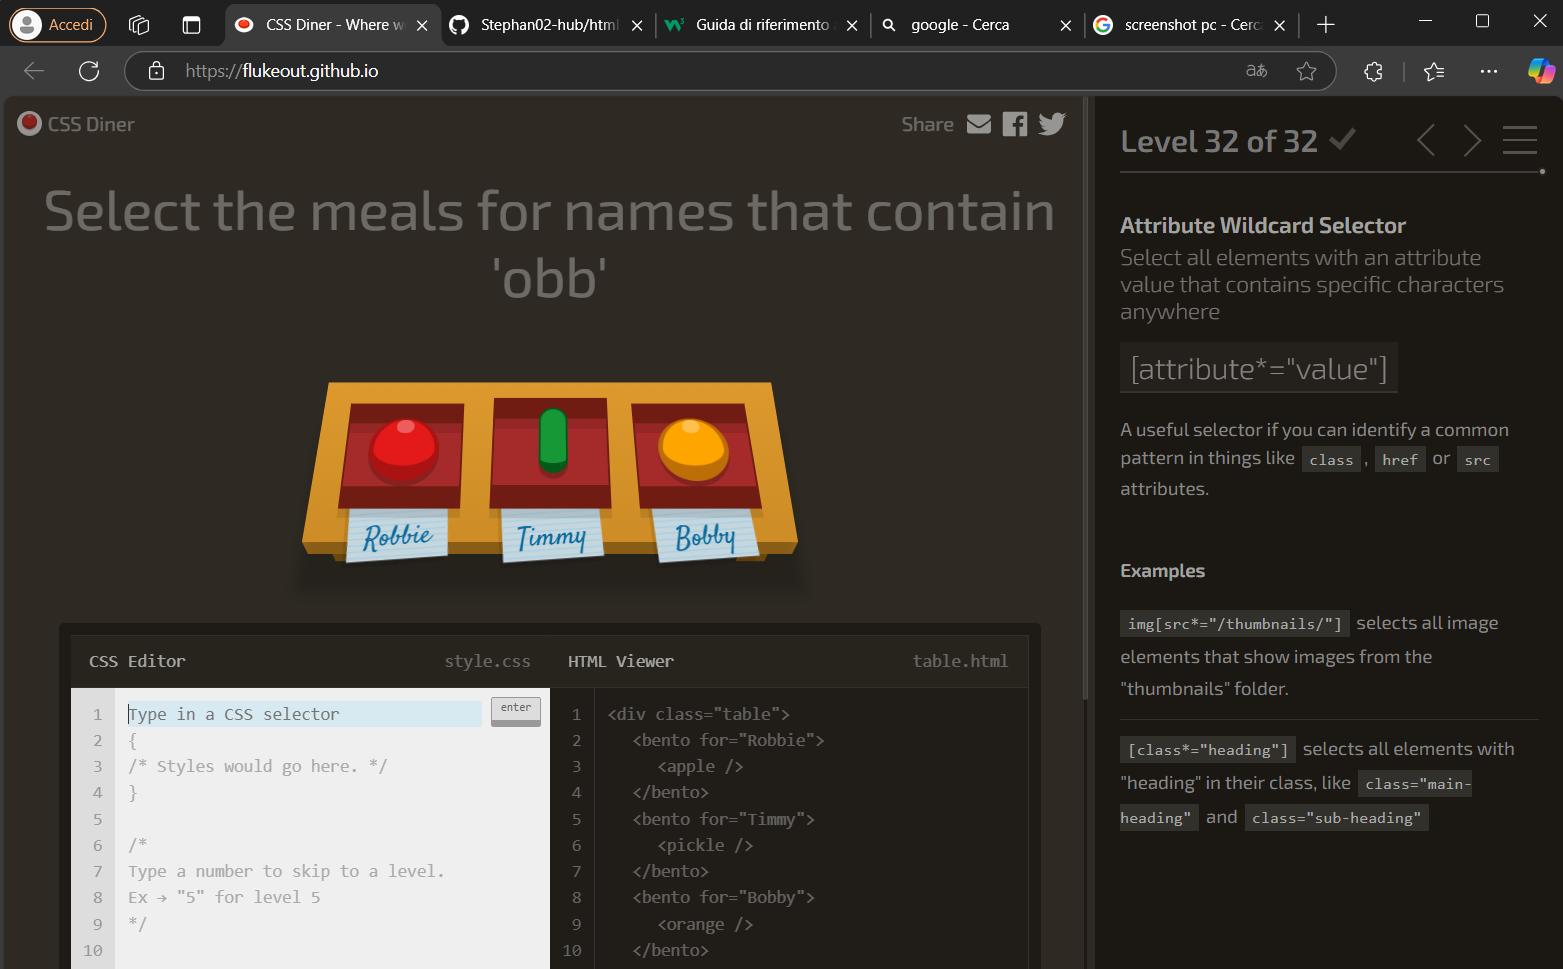 Accedi
CSS Diner - Where w
Stephan02-hub/html
Guida di riferimento
google - Cerca
screenshot pc - Cerc
https://flukeout.github.io
CSS Diner
Share
Select the meals for names that contain
'obb'
Robbie
Timmy
Bobby
CSS Editor
style.css
HTML Viewer
table.html
enter
1 Type in a CSS selector
2 {
3 /* Styles would go here. */
4 }
5
6 /*
7 Type a number to skip to a level.
8 Ex → "5" for level 5
9 */
10
1 <div class="table">
2 <bento for="Robbie">
3 <apple />
4 </bento>
5 <bento for="Timmy">
6 <pickle />
7 </bento>
8 <bento for="Bobby">
9 <orange />
10 </bento>
Level 32 of 32
Attribute Wildcard Selector
Select all elements with an attribute
value that contains specific characters
anywhere
[attribute*="value"]
A useful selector if you can identify a common
pattern in things like class , href or src
attributes.
Examples
img[src*="/thumbnails/"] selects all image
elements that show images from the
"thumbnails" folder.
[class*="heading"] selects all elements with
"heading" in their class, like class="main-
heading" and class="sub-heading"